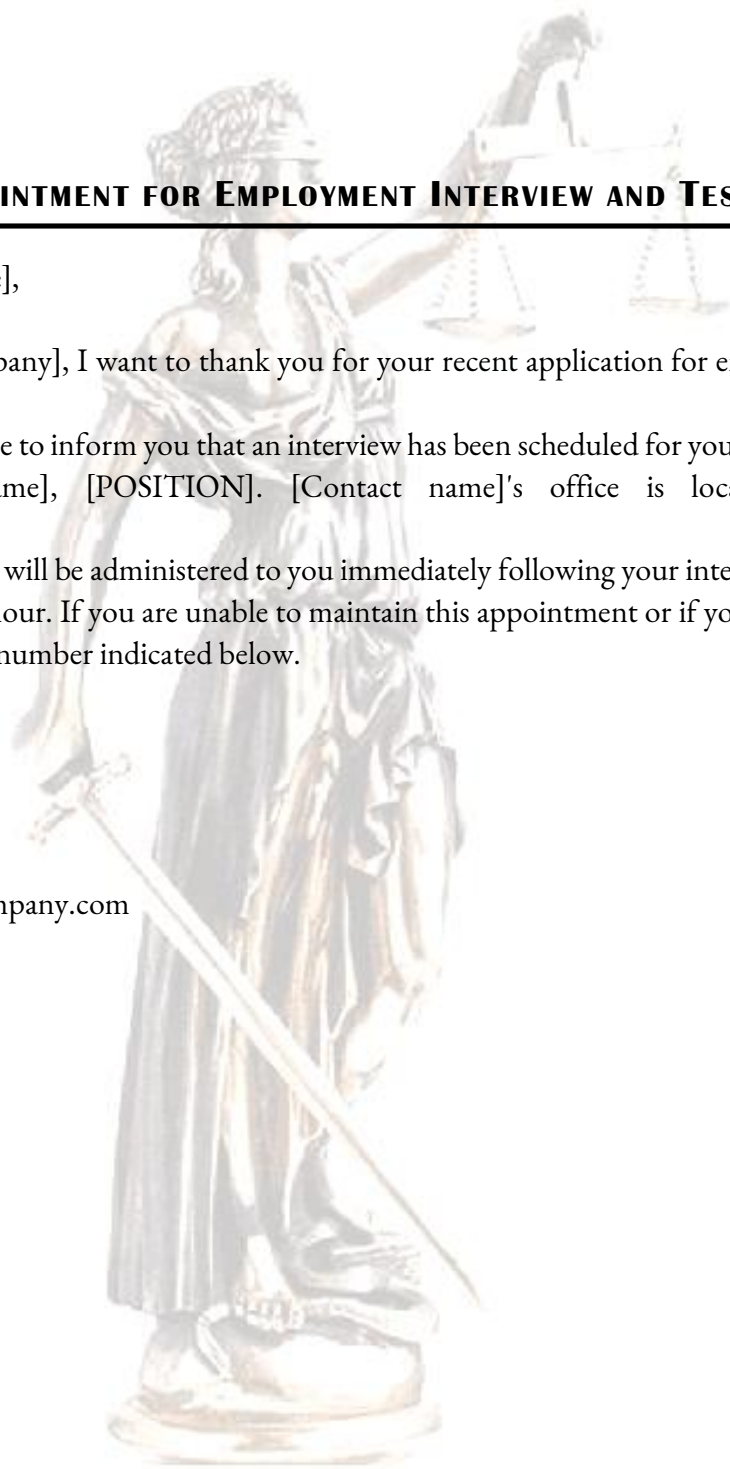 INTMENT FOR EMPLOYMENT INTERVIEW AND TES
],
pany], I want to thank you for your recent application for e
e to inform you that an interview has been scheduled for you
ame], [POSITION]. [Contact name]'s office is loca
will be administered to you immediately following your inte
our. If you are unable to maintain this appointment or if yo
number indicated below.
mpany.com